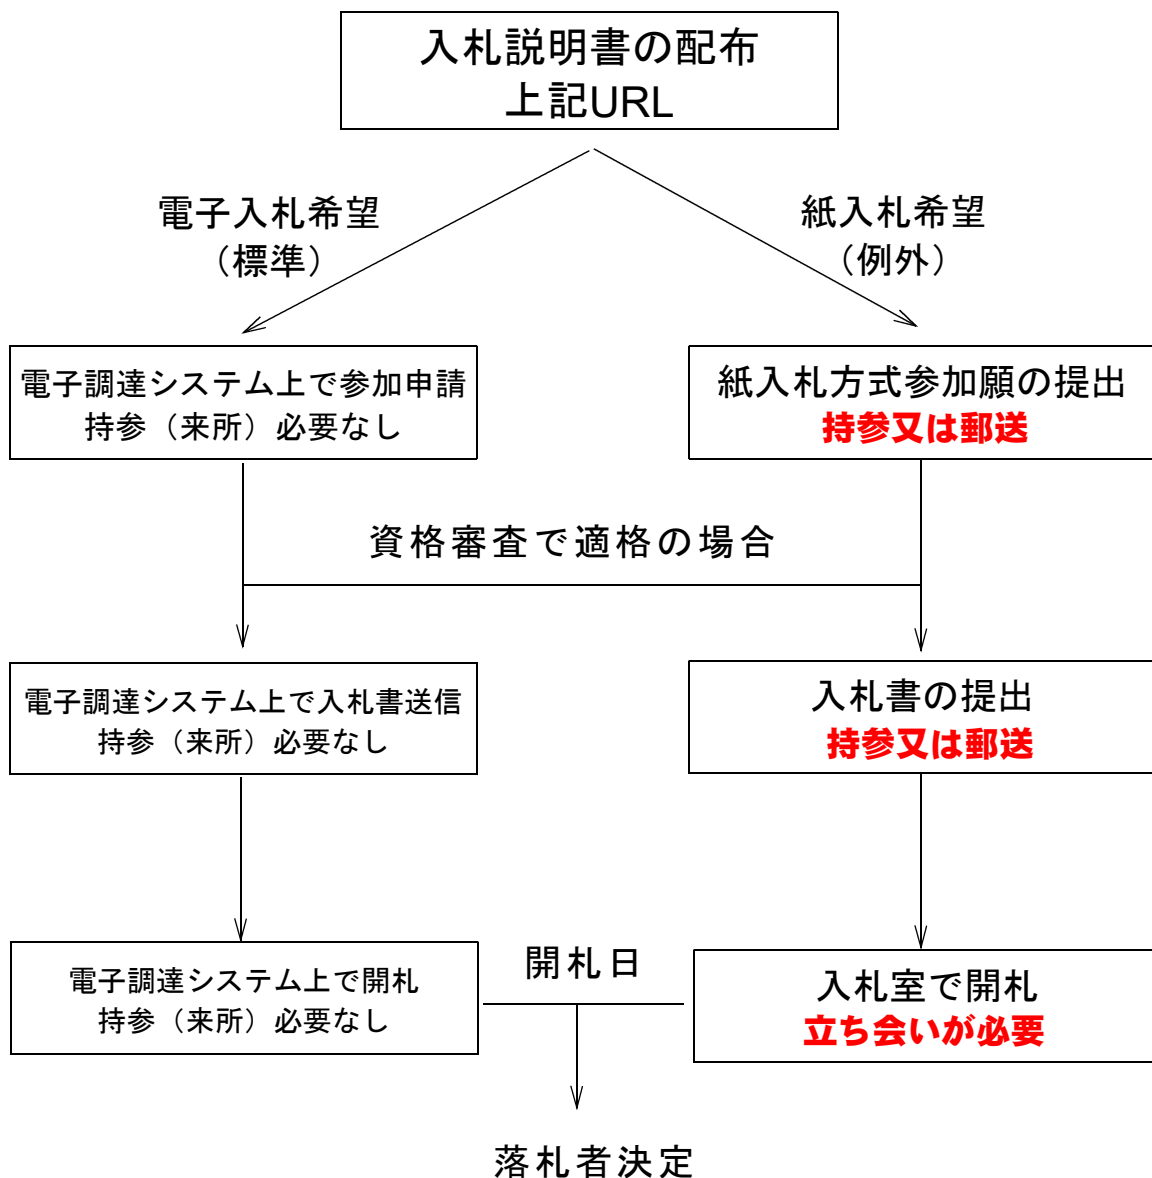 入札説明書の配布
上記URL
電子入札希望
（標準）
紙入札希望
（例外）
電子調達システム上で参加申請
持参（来所）必要なし
紙入札方式参加願の提出
持参又は郵送
資格審査で適格の場合
電子調達システム上で入札書送信
持参（来所）必要なし
入札書の提出
持参又は郵送
電子調達システム上で開札
持参（来所）必要なし
開札日
入札室で開札
立ち会いが必要
落札者決定